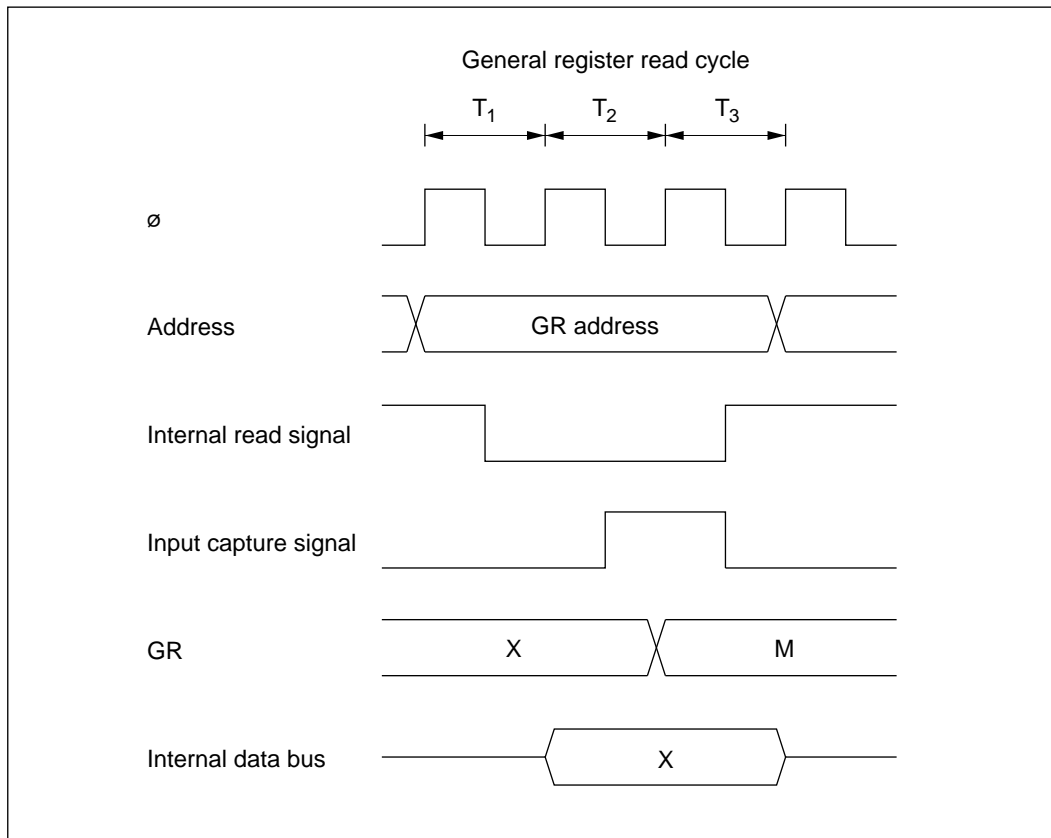 General register read cycle
T1 T2 T3
ø
Address
GR address
Internal read signal
Input capture signal
GR
X
M
Internal data bus
X